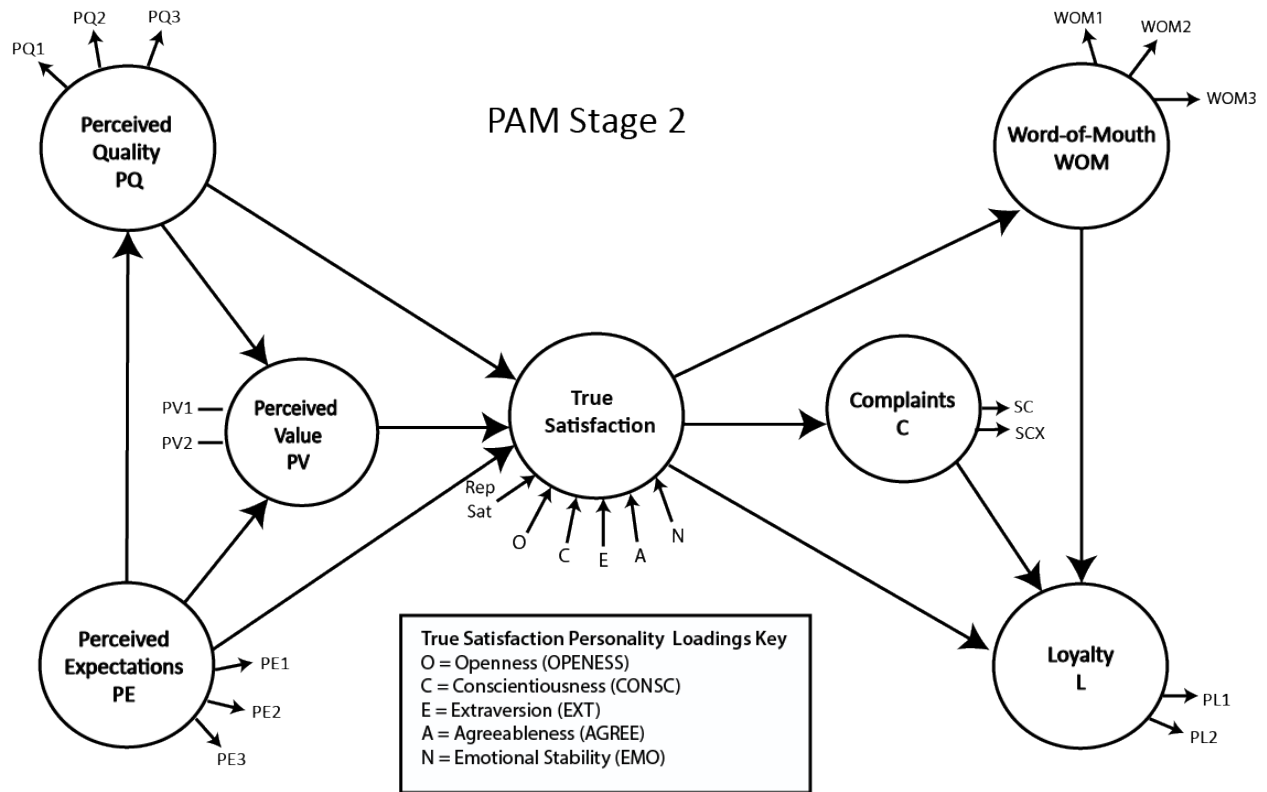 PQ1
PQ2
PQ3
Perceived
Quality
PQ
PAM Stage 2
WOM1
WOM2
WOM3
Word-of-Mouth
WOM
PV1
PV2
Perceived
Value
PV
True
Satisfaction
Rep
Sat
O
C
E
A
N
Complaints
C
SC
SCX
Perceived
Expectations
PE
PE1
PE2
PE3
True Satisfaction Personality Loadings Key
O = Openness (OPENESS)
C = Conscientiousness (CONSC)
E = Extraversion (EXT)
A = Agreeableness (AGREE)
N = Emotional Stability (EMO)
Loyalty
L
PL1
PL2